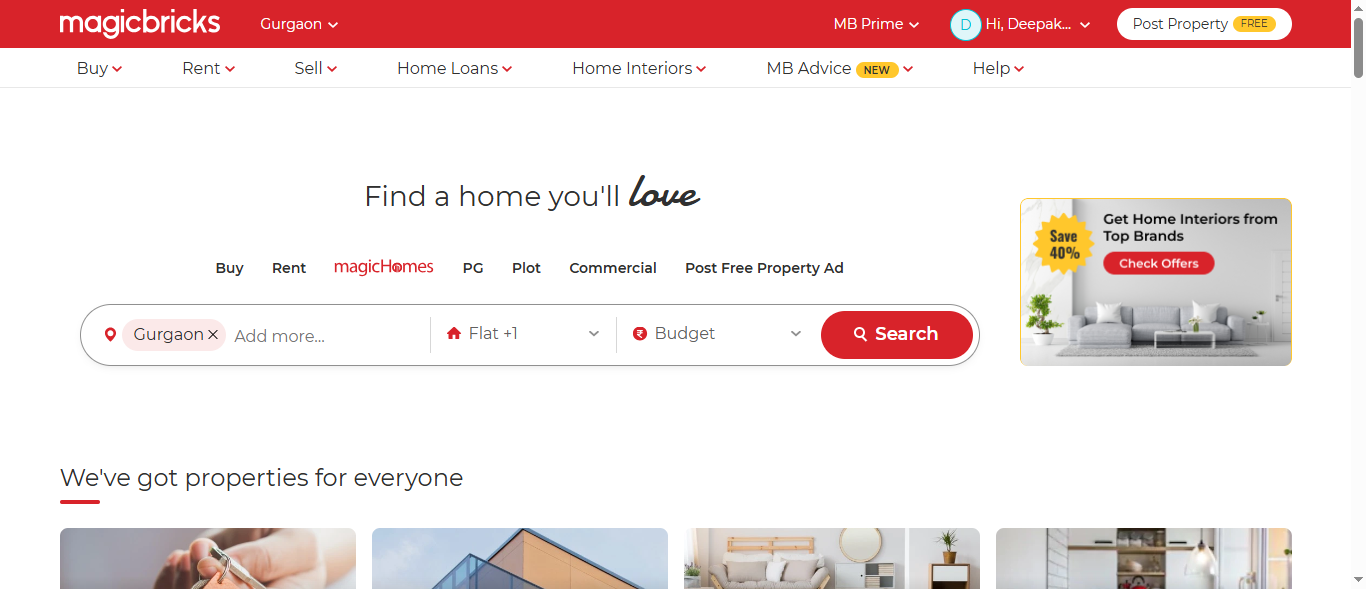 magicbricks
Gurgaon
MB Prime
D
Hi, Deepak...
Post Property FREE
Buy
Rent
Sell
Home Loans
Home Interiors
MB Advice NEW
Help
Find a home you'll love
Buy
Rent
magicHomes
PG
Plot
Commercial
Post Free Property Ad
Gurgaon
Add more...
Flat +1
Budget
Search
Save
40%
Get Home Interiors from
Top Brands
Check Offers
We've got properties for everyone